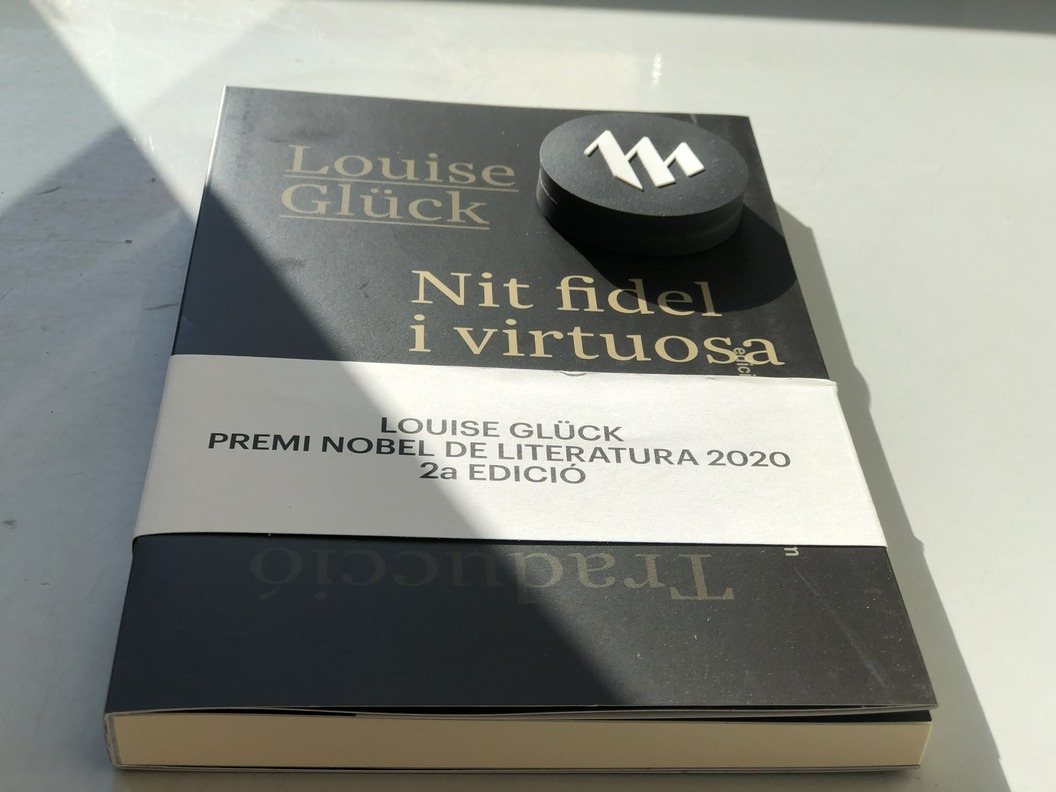 Louise
Glück
Nit fidel
i virtuosa
LOUISE GLÜCK
PREMI NOBEL DE LITERATURA 2020
2a EDICIÓ
Traducció